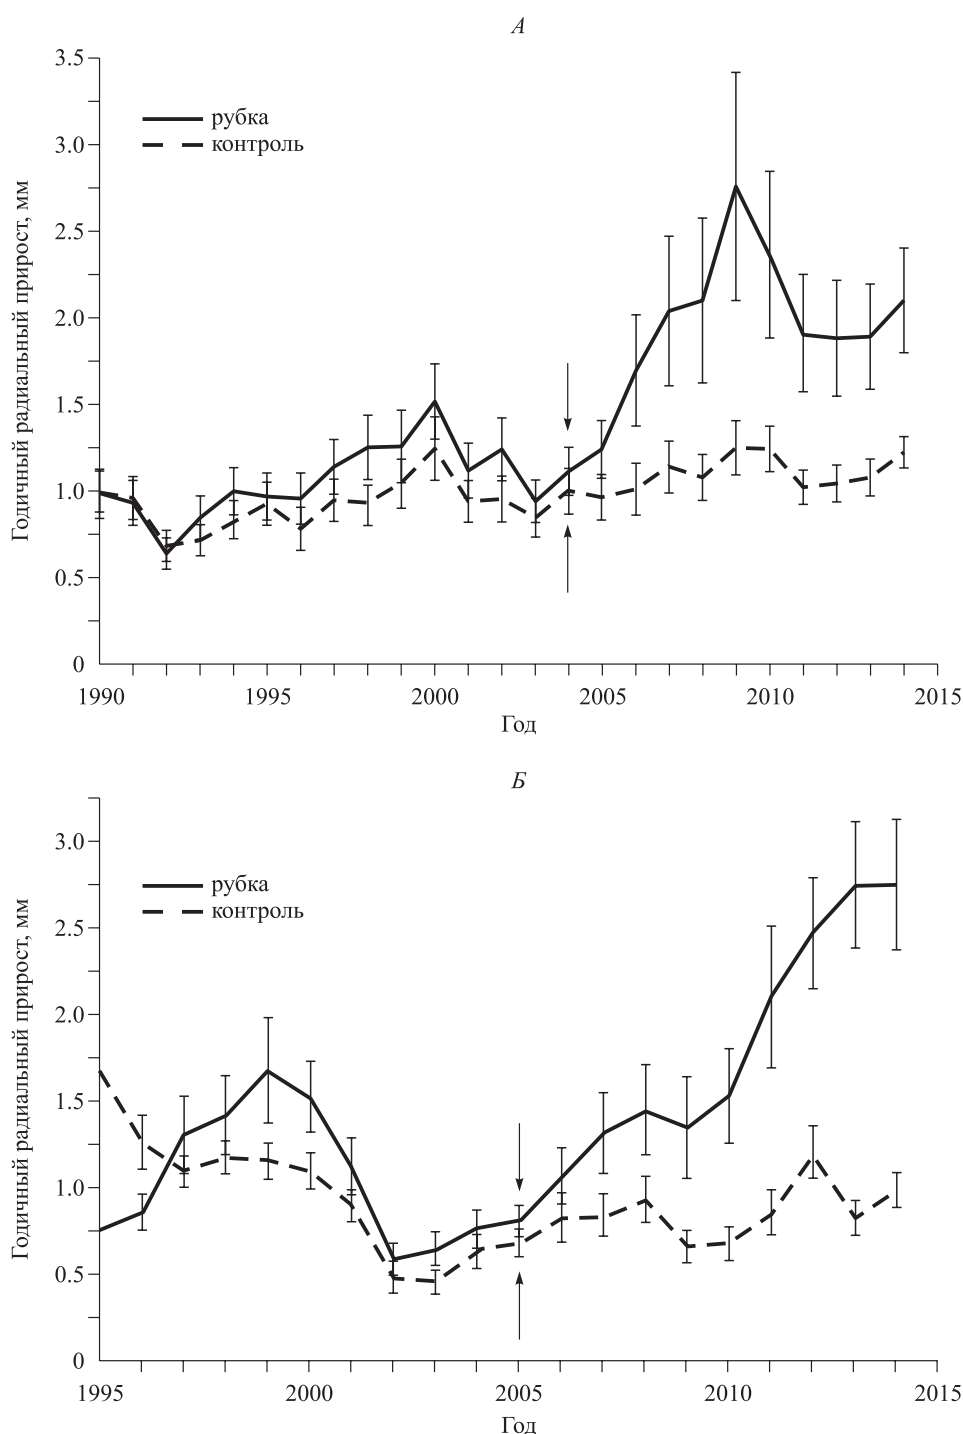 А
3.5
рубка
3.0
контроль
2.5
Годичный радиальный прирост, мм
2.0
1.5
1.0
0.5
0
1990 1995 2000 2005 2010 2015
Год
Б
3.0
рубка
контроль
2.5
Годичный радиальный прирост, мм
2.0
1.5
1.0
0.5
0
1995 2000 2005 2010 2015
Год